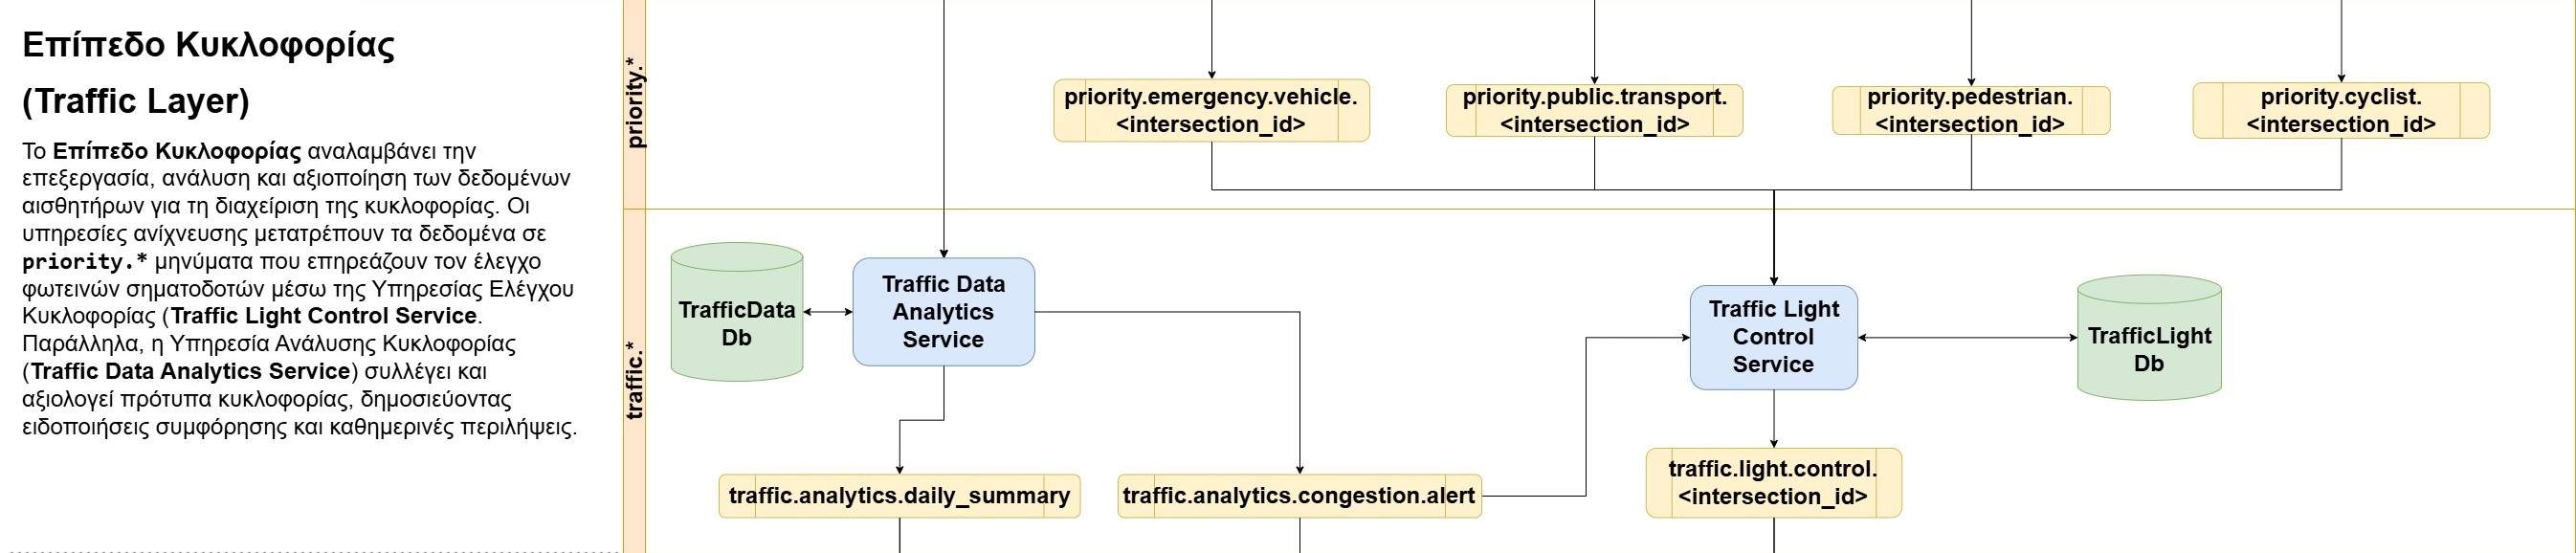 Επίπεδο Κυκλοφορίας
(Traffic Layer)
Το Επίπεδο Κυκλοφορίας αναλαμβάνει την
επεξεργασία, ανάλυση και αξιοποίηση των δεδομένων
αισθητήρων για τη διαχείριση της κυκλοφορίας. Οι
υπηρεσίες ανίχνευσης μετατρέπουν τα δεδομένα σε
priority.* μηνύματα που επηρεάζουν τον έλεγχο
φωτεινών σηματοδοτών μέσω της Υπηρεσίας Ελέγχου
Κυκλοφορίας (Traffic Light Control Service.
Παράλληλα, η Υπηρεσία Ανάλυσης Κυκλοφορίας
(Traffic Data Analytics Service) συλλέγει και
αξιολογεί πρότυπα κυκλοφορίας, δημοσιεύοντας
ειδοποιήσεις συμφόρησης και καθημερινές περιλήψεις.
priority.*
priority.emergency.vehicle.
<intersection_id>
priority.public.transport.
<intersection_id>
priority.pedestrian.
<intersection_id>
priority.cyclist.
<intersection_id>
traffic.*
TrafficData
Db
Traffic Data
Analytics
Service
Traffic Light
Control
Service
TrafficLight
Db
traffic.analytics.daily_summary
traffic.analytics.congestion.alert
traffic.light.control.
<intersection_id>